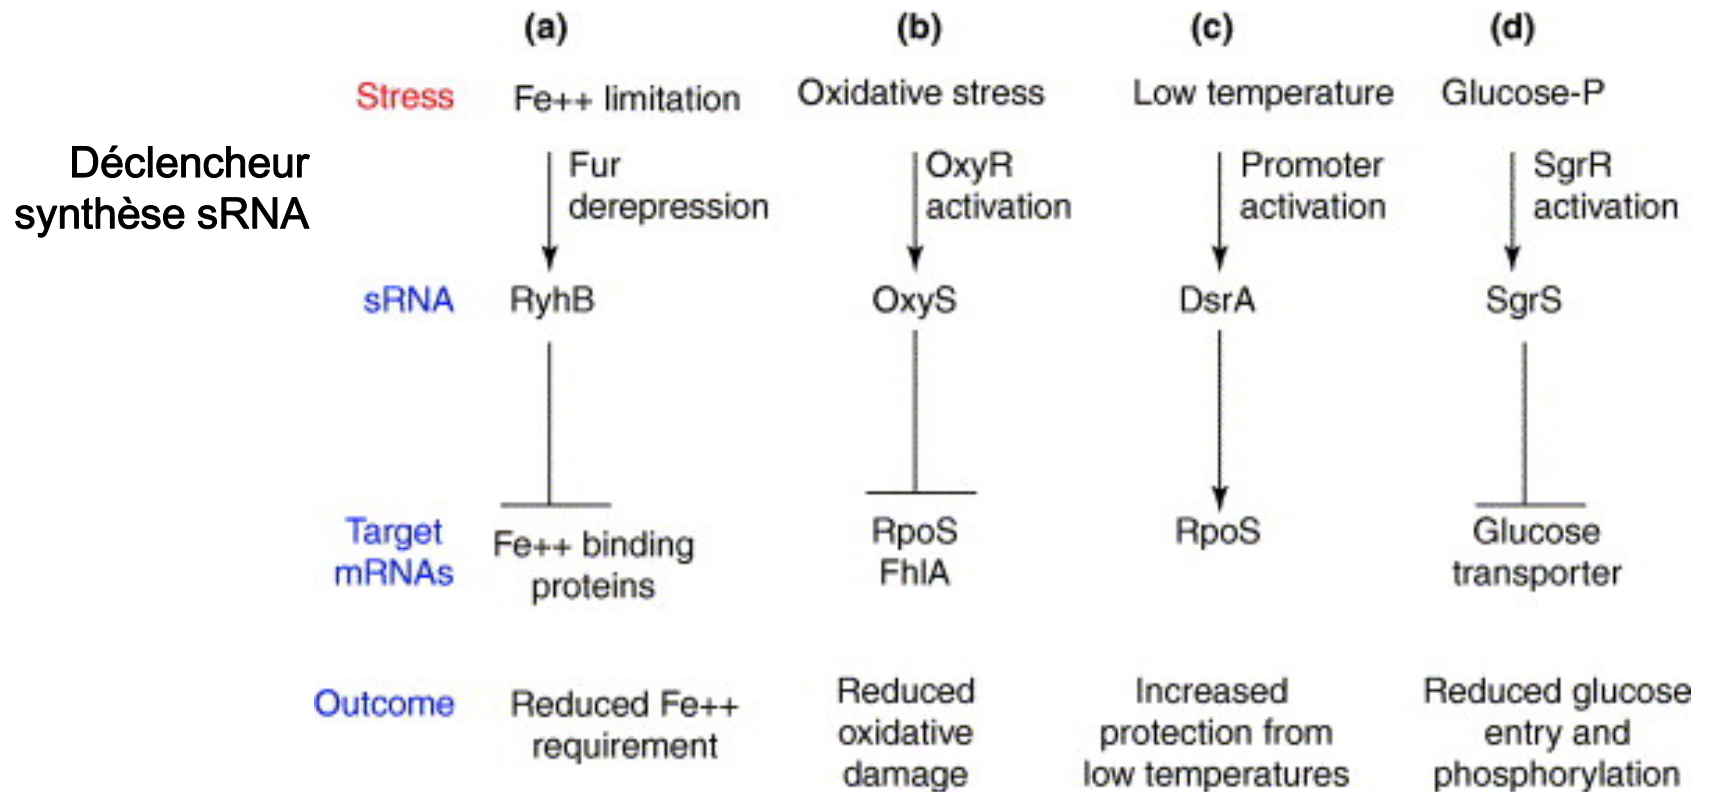 (a) (b) (c) (d)
Stress Fe++ limitation Oxidative stress Low temperature Glucose-P
Déclencheur
synthèse sRNA
Fur
derepression
OxyR
activation
Promoter
activation
SgrR
activation
sRNA RyhB OxyS DsrA SgrS
Target
mRNAs
Fe++ binding
proteins
RpoS
FhlA
RpoS
Glucose
transporter
Outcome
Reduced Fe++
requirement
Reduced
oxidative
damage
Increased
protection from
low temperatures
Reduced glucose
entry and
phosphorylation